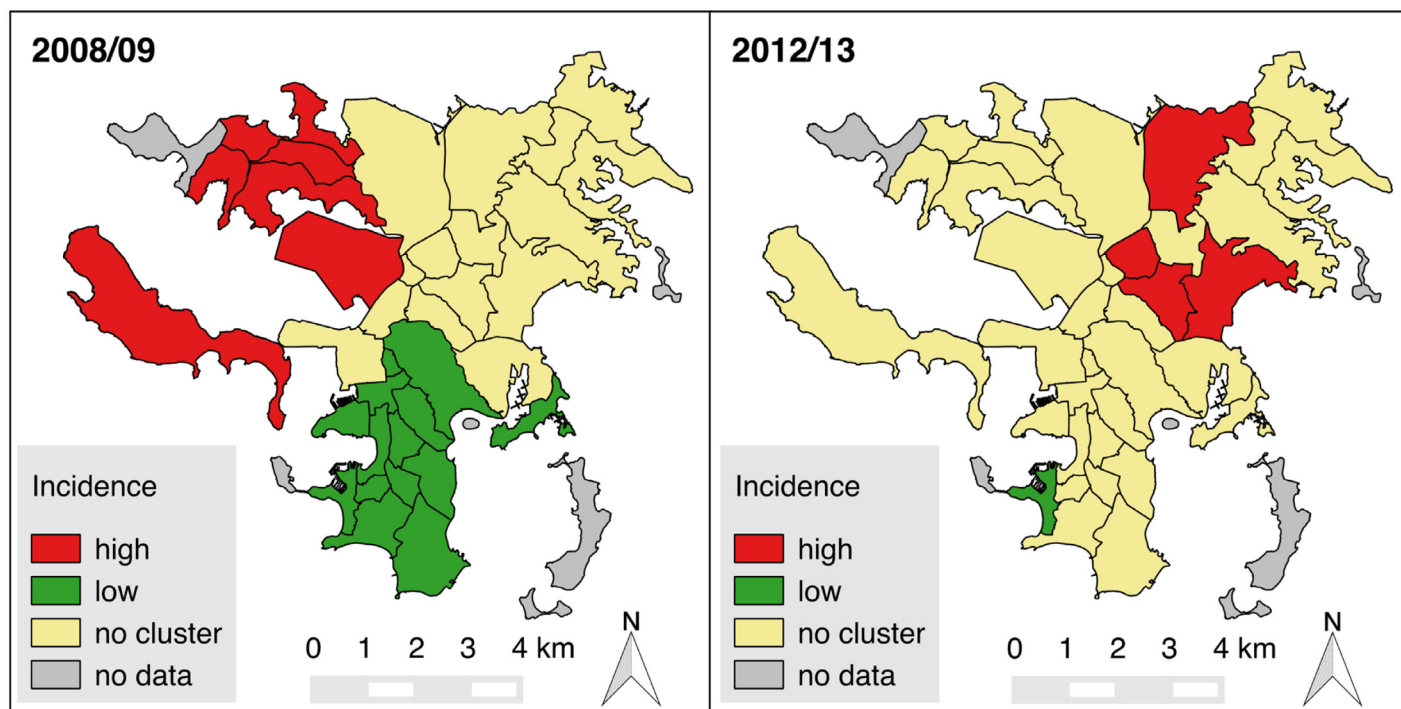 2008/09
Incidence
high
low
no cluster
no data
0 1 2 3 4 km
N
2012/13
Incidence
high
low
no cluster
no data
0 1 2 3 4 km
N